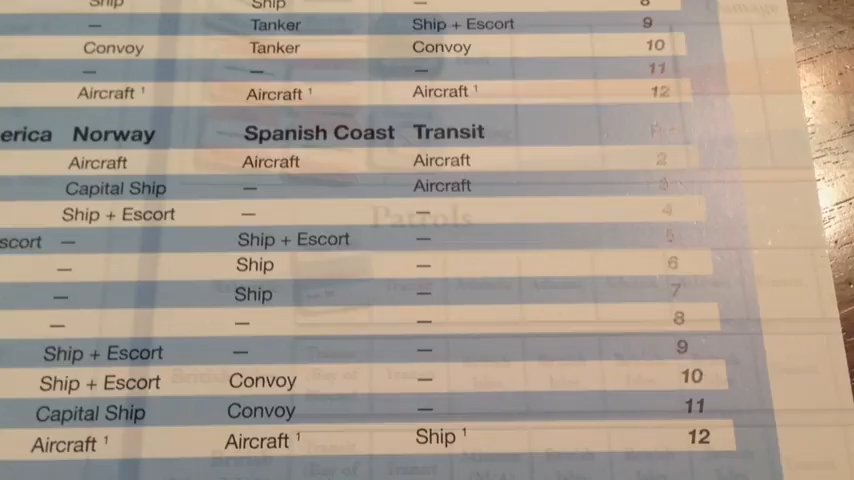 Ship Ship — 8
— Tanker Ship + Escort 9
Convoy Tanker Convoy 10
— — — 11
Aircraft 1 Aircraft 1 Aircraft 1 12
erica Norway Spanish Coast Transit
Aircraft Aircraft Aircraft 2
Capital Ship — Aircraft 3
Ship + Escort — — 4
Patrols
scort — Ship + Escort — 5
— Ship — 6
— Ship — 7
— — — 8
Ship + Escort — — 9
Ship + Escort Convoy — 10
Capital Ship Convoy — 11
Aircraft 1 Aircraft 1 Ship 1 12